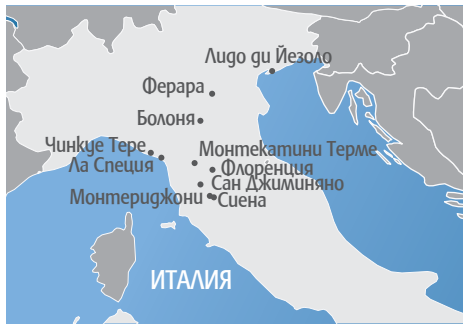 Лидо ди Йезоло
Ферара
Болоня
Чинкуе Тере
Монтекатини Терме
Ла Специя
Флоренция
Сан Джиминяно
Монтериджони
Сиена
ИТАЛИЯ